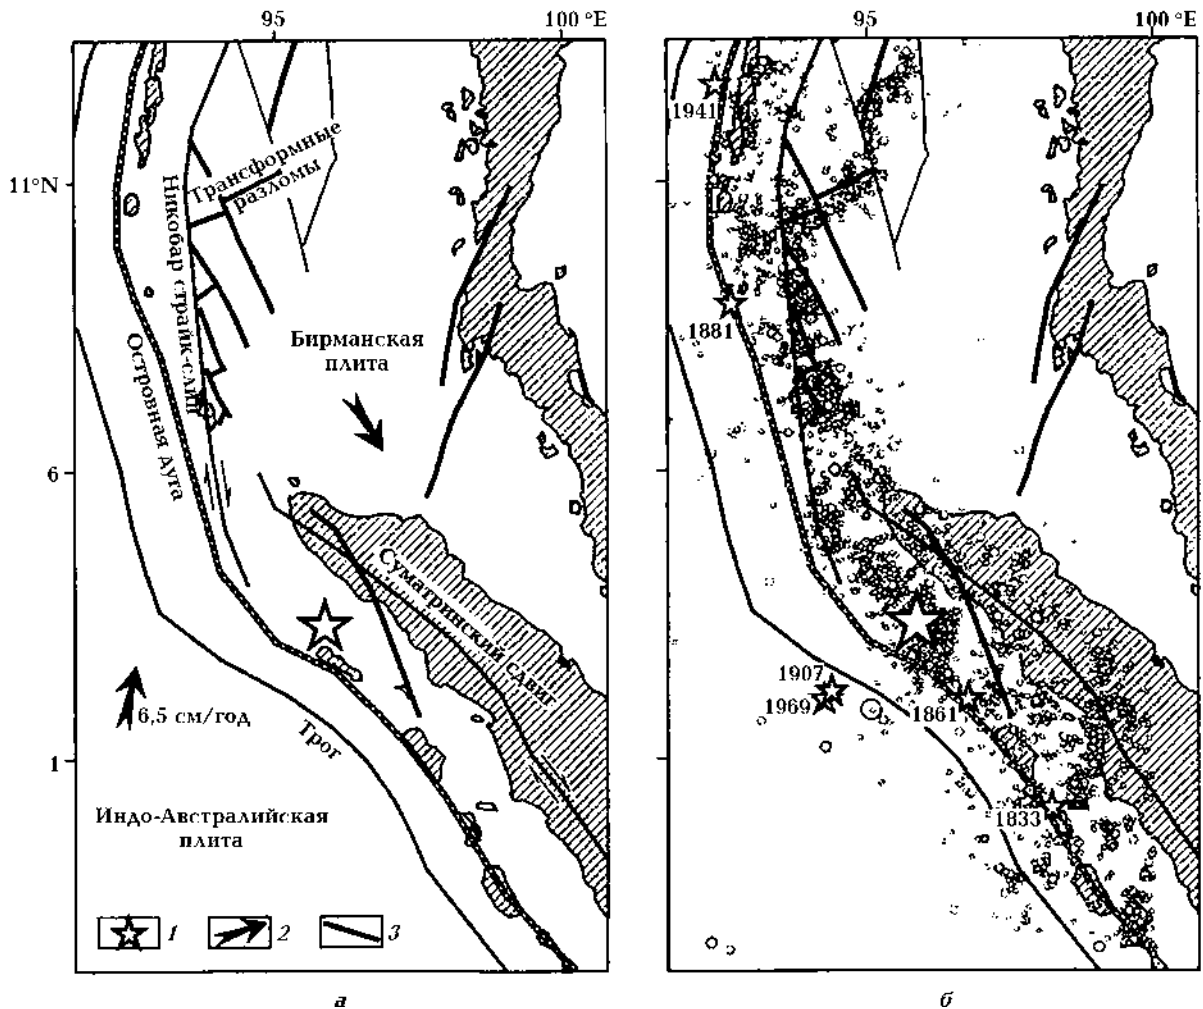 95
100 °E
11°N
6
1
Трансформные
разломы
Никобар страйк-слип
Островная дуга
Бирманская
плита
Суматринский сдвиг
6,5 см/год
Трог
Индо-Австралийская
плита
1
2
3
а
95
100 °E
1941
1881
1907
1969
1861
1833
б